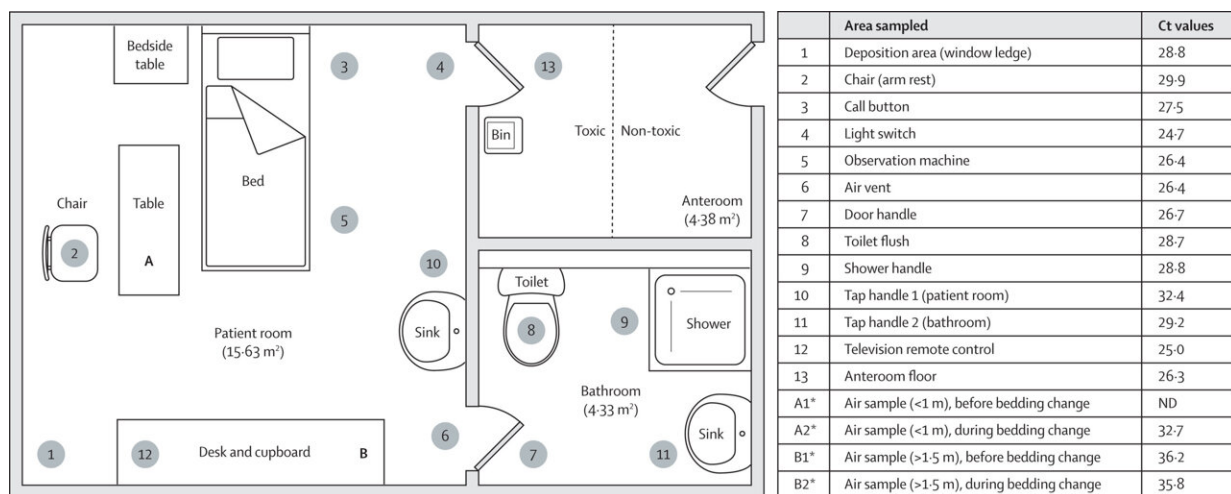 Bedside
table
3
4
13
Bin
Toxic
Non-toxic
Bed
Chair
Table
Anteroom
(4·38 m²)
5
2
A
10
Toilet
Patient room
(15·63 m²)
Sink
8
9
Shower
Bathroom
(4·33 m²)
6
Sink
1
12
Desk and cupboard
B
7
11
Area sampled Ct values
1 Deposition area (window ledge) 28·8
2 Chair (arm rest) 29·9
3 Call button 27·5
4 Light switch 24·7
5 Observation machine 26·4
6 Air vent 26·4
7 Door handle 26·7
8 Toilet flush 28·7
9 Shower handle 28·8
10 Tap handle 1 (patient room) 32·4
11 Tap handle 2 (bathroom) 29·2
12 Television remote control 25·0
13 Anteroom floor 26·3
A1* Air sample (<1 m), before bedding change ND
A2* Air sample (<1 m), during bedding change 32·7
B1* Air sample (>1·5 m), before bedding change 36·2
B2* Air sample (>1·5 m), during bedding change 35·8